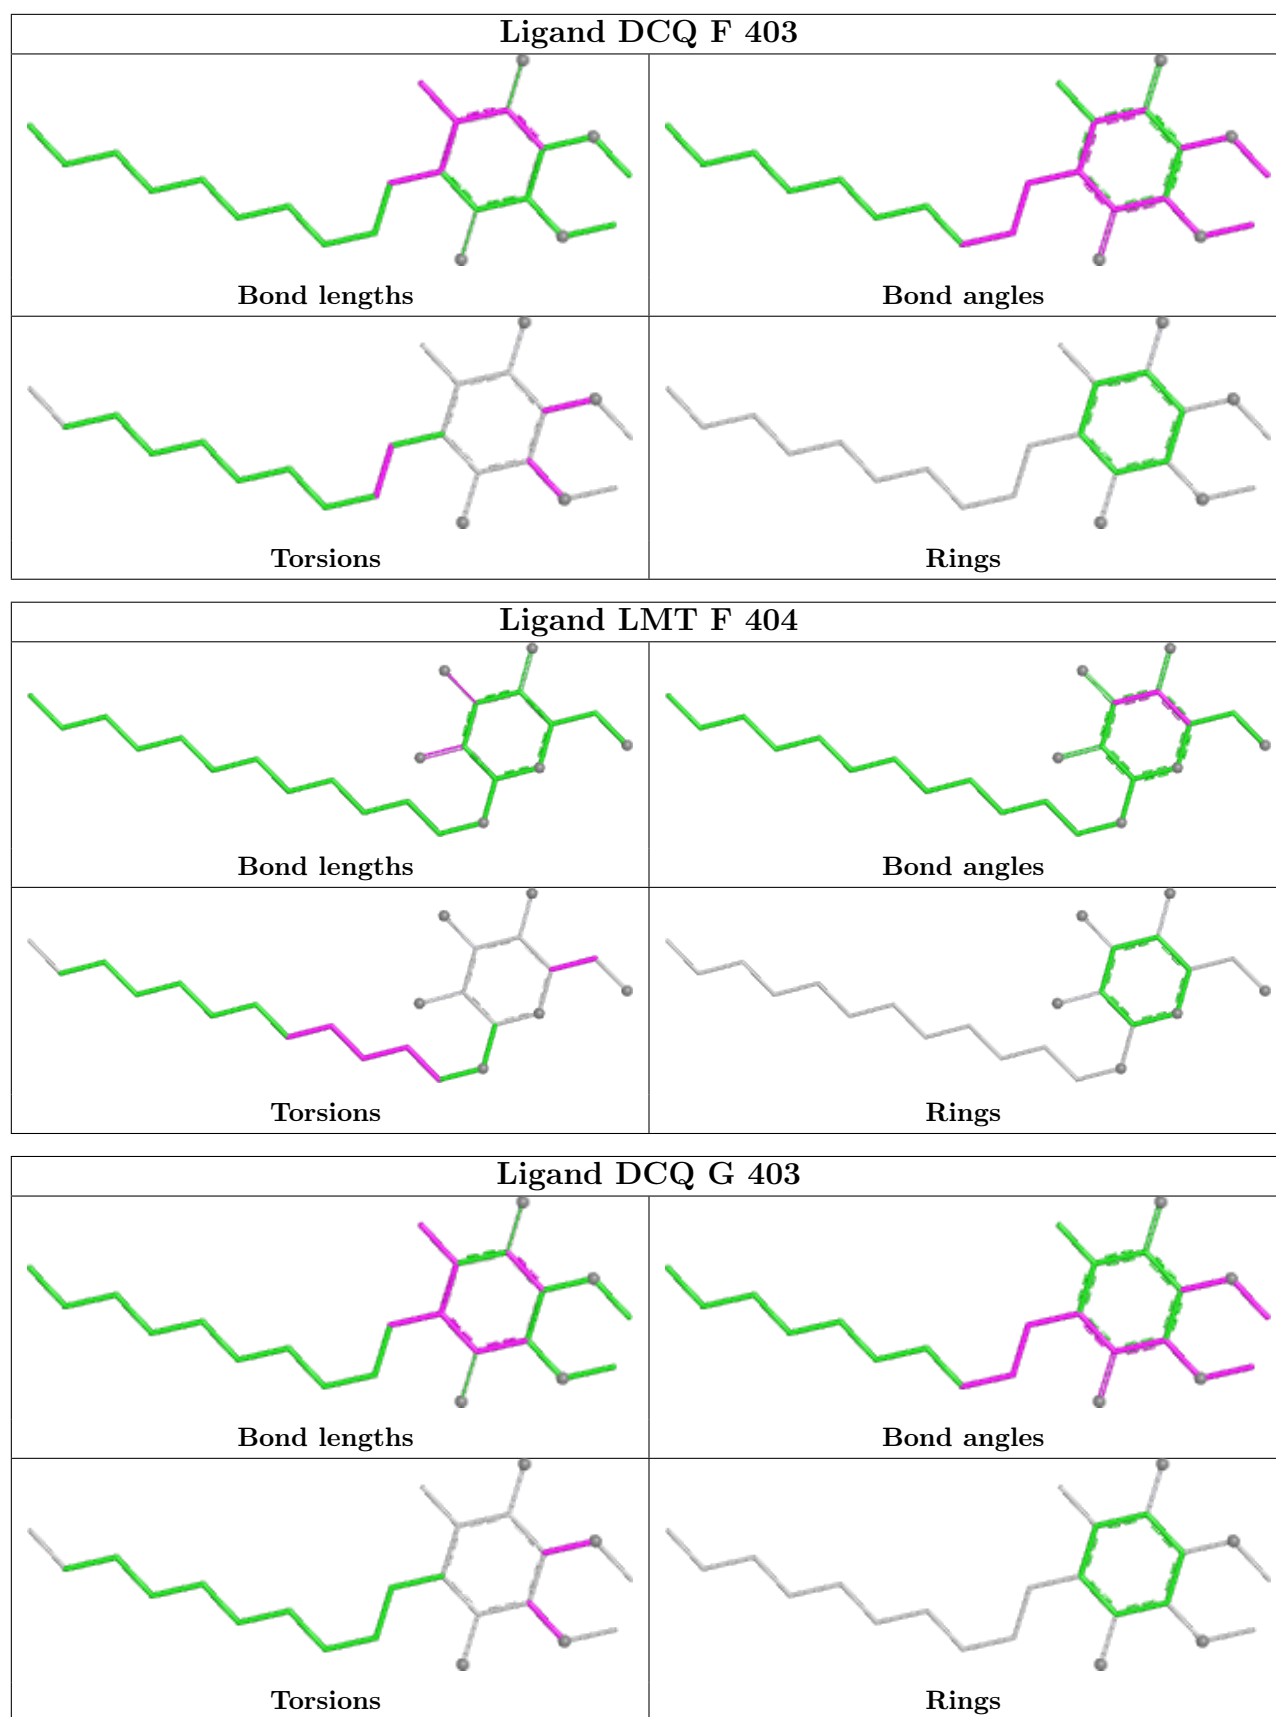 Ligand DCQ F 403
Bond lengths
Bond angles
Torsions
Rings
Ligand LMT F 404
Bond lengths
Bond angles
Torsions
Rings
Ligand DCQ G 403
Bond lengths
Bond angles
Torsions
Rings